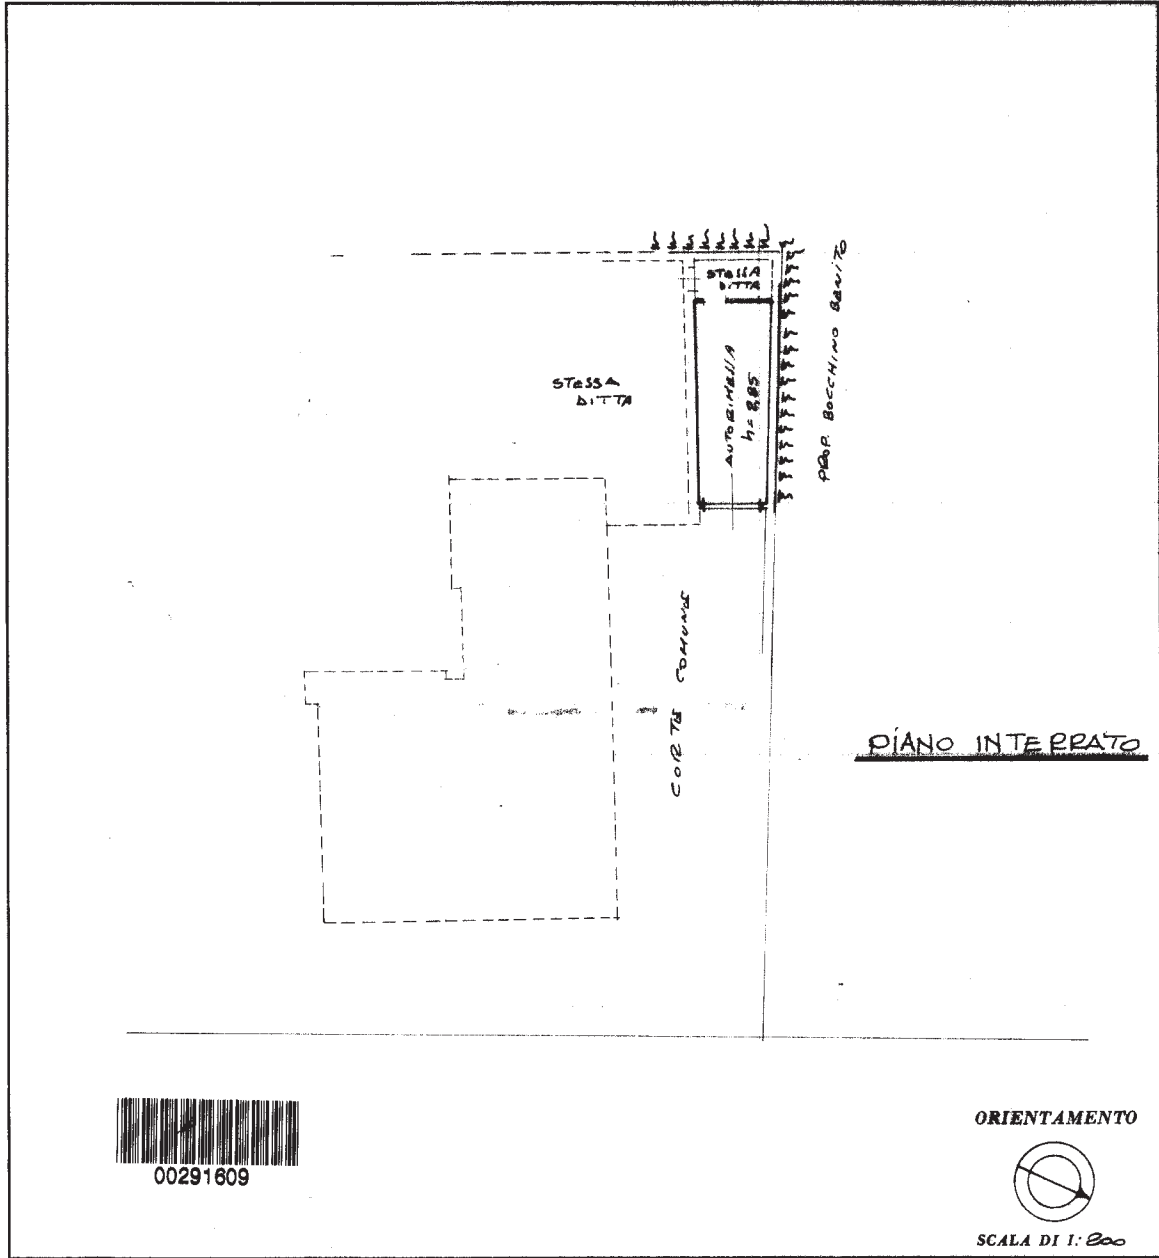 STESSA
DITTA
STESSA
DITTA
AUTORIMESSA
h=2,85
PROP. BOCCHINO BENITO
CORTE COMUNE
PIANO INTERRATO
00291609
ORIENTAMENTO
SCALA DI 1:200